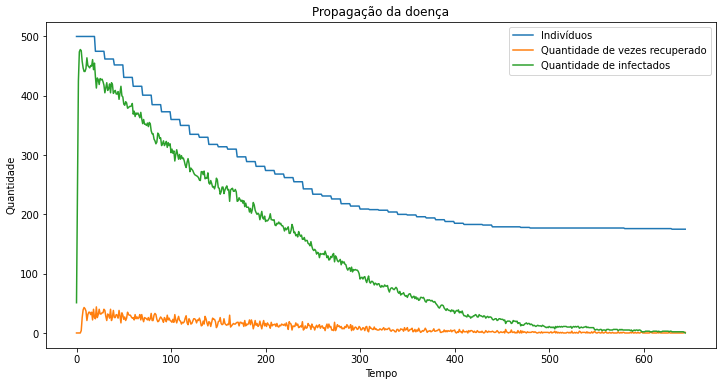 Propagação da doença
Indivíduos
Quantidade de vezes recuperado
Quantidade de infectados
Quantidade
500
400
300
200
100
0
0
100
200
300
400
500
600
Tempo